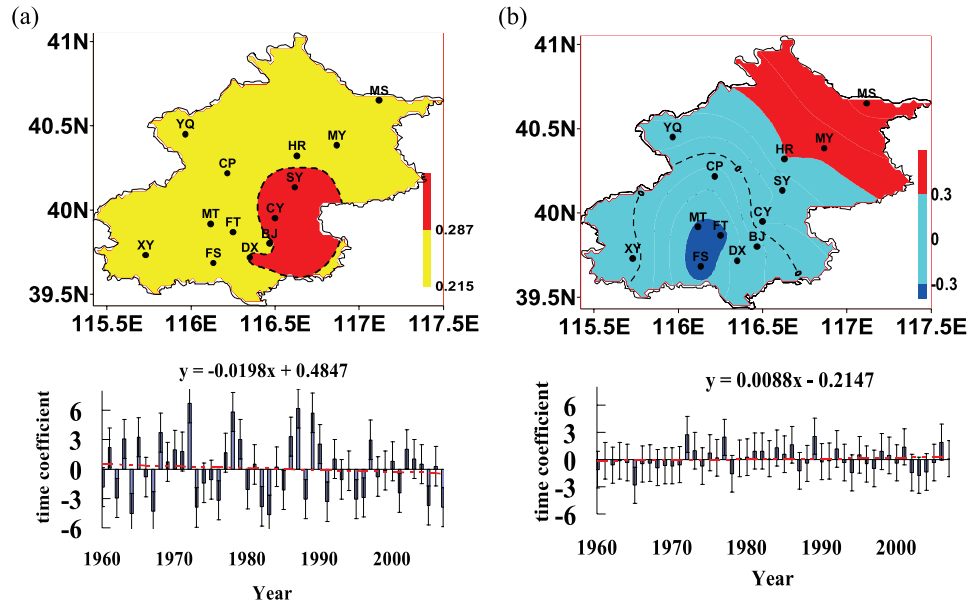 (a)
(b)
41N
40.5N
40N
39.5N
115.5E 116E 116.5E 117E 117.5E
MS
YQ
MY
HR
CP
SY
MT
FT
CY
BJ
XY
FS
DX
0.287
0.215
41N
40.5N
40N
39.5N
115.5E 116E 116.5E 117E 117.5E
MS
YQ
MY
HR
CP
SY
MT
FT
CY
BJ
XY
FS
DX
0
0
0
0.3
0
-0.3
y = -0.0198x + 0.4847
time coefficient
6
3
0
-3
-6
1960 1970 1980 1990 2000
Year
y = 0.0088x - 0.2147
time coefficient
6
3
0
-3
-6
1960 1970 1980 1990 2000
Year